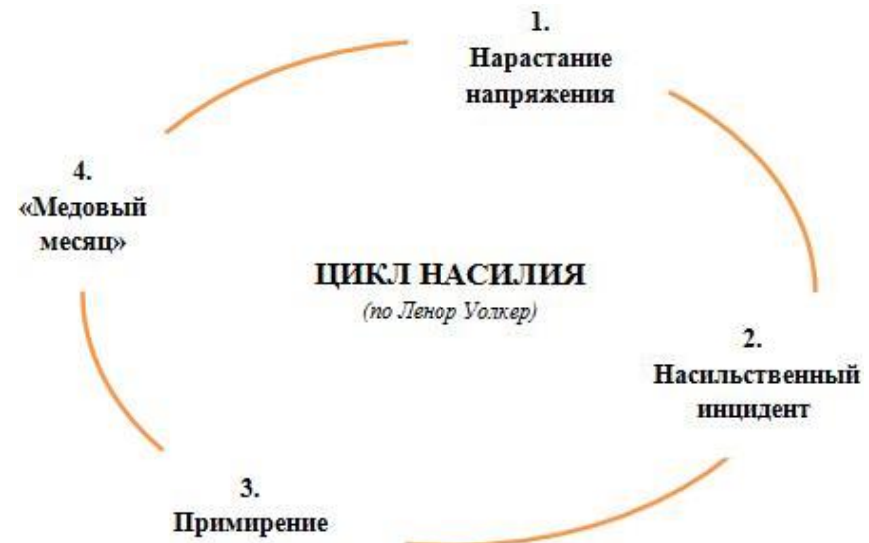 1.
Нарастание
напряжения
4.
«Медовый
месяц»
ЦИКЛ НАСИЛИЯ
(по Ленор Уолкер)
2.
Насильственный
инцидент
3.
Примирение